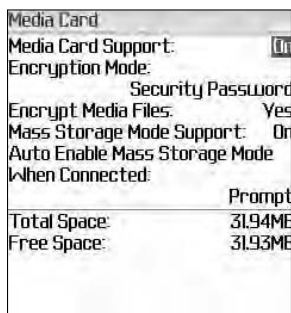 Media Card
Media Card Support: On
Encryption Mode:
Security Password
Encrypt Media Files: Yes
Mass Storage Mode Support: On
Auto Enable Mass Storage Mode
When Connected:
Prompt
Total Space: 31.94MB
Free Space: 31.93MB